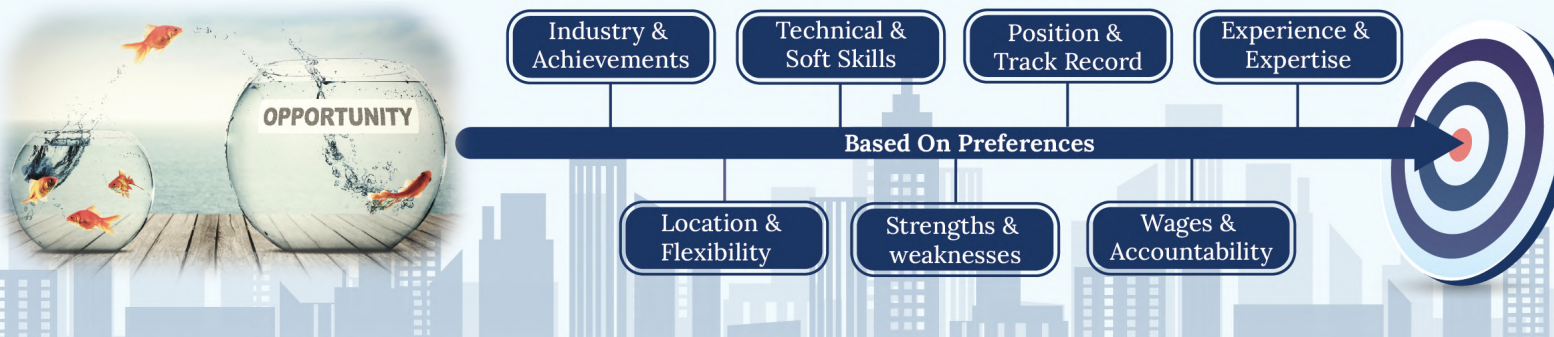 OPPORTUNITY
Industry &
Achievements
Technical &
Soft Skills
Position &
Track Record
Experience &
Expertise
Based On Preferences
Location &
Flexibility
Strengths &
weaknesses
Wages &
Accountability